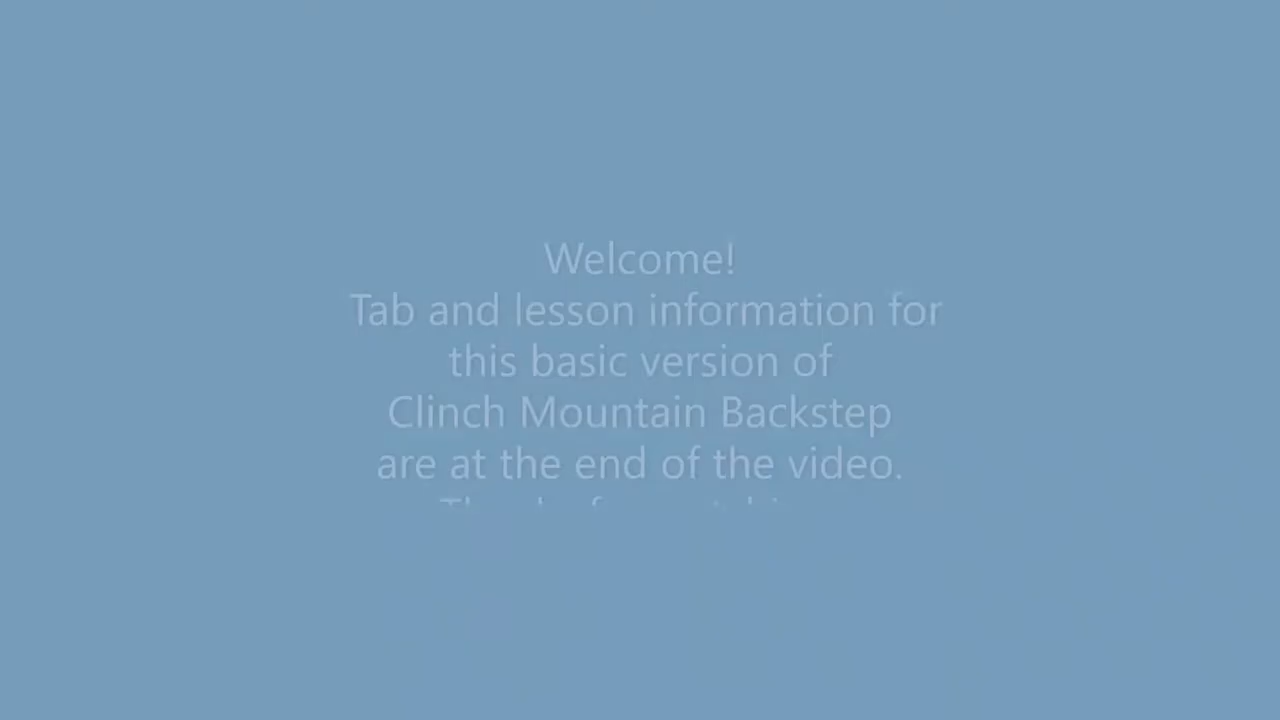 Welcome!
Tab and lesson information for
this basic version of
Clinch Mountain Backstep
are at the end of the video.